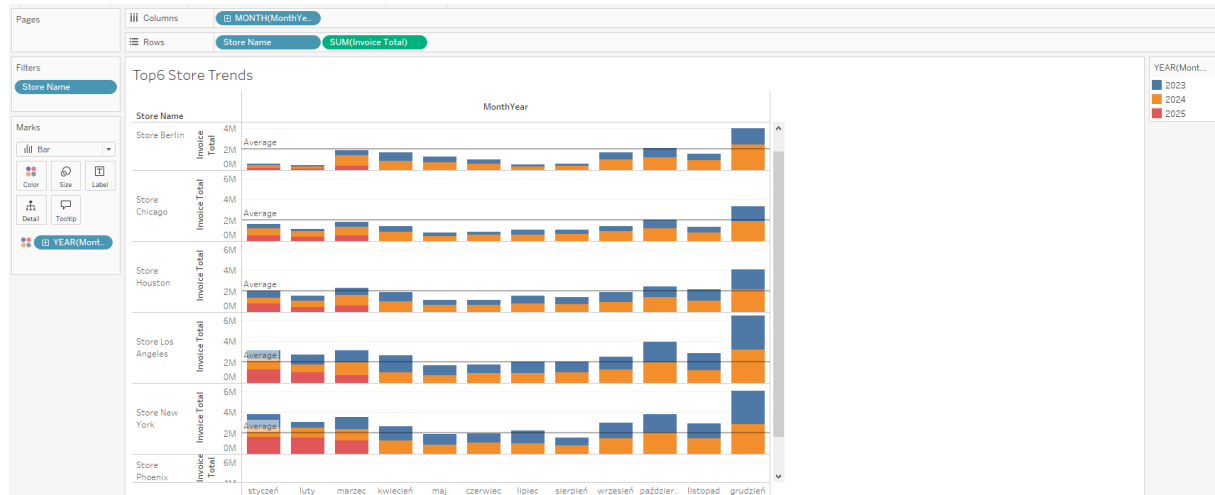 Pages
Columns
MONTH(MonthYe..
Rows
Store Name
SUM(Invoice Total)
Filters
Store Name
Marks
Bar
Color
Size
Label
Detail
Tooltip
YEAR(Mont..
Top6 Store Trends
MonthYear
Store Name
Store Berlin
Invoice
Total
4M
2M
0M
Average
Store
Chicago
Invoice Total
6M
4M
2M
0M
Average
Store
Houston
Invoice Total
6M
4M
2M
0M
Average
Store Los
Angeles
Invoice Total
6M
4M
2M
0M
Average
Store New
York
Invoice Total
6M
4M
2M
0M
Average
Store
Phoenix
Invoice
Total
6M
styczeń luty marzec kwiecień maj czerwiec lipiec sierpień wrzesień paździer.. listopad grudzień
YEAR(Mont...
2023
2024
2025